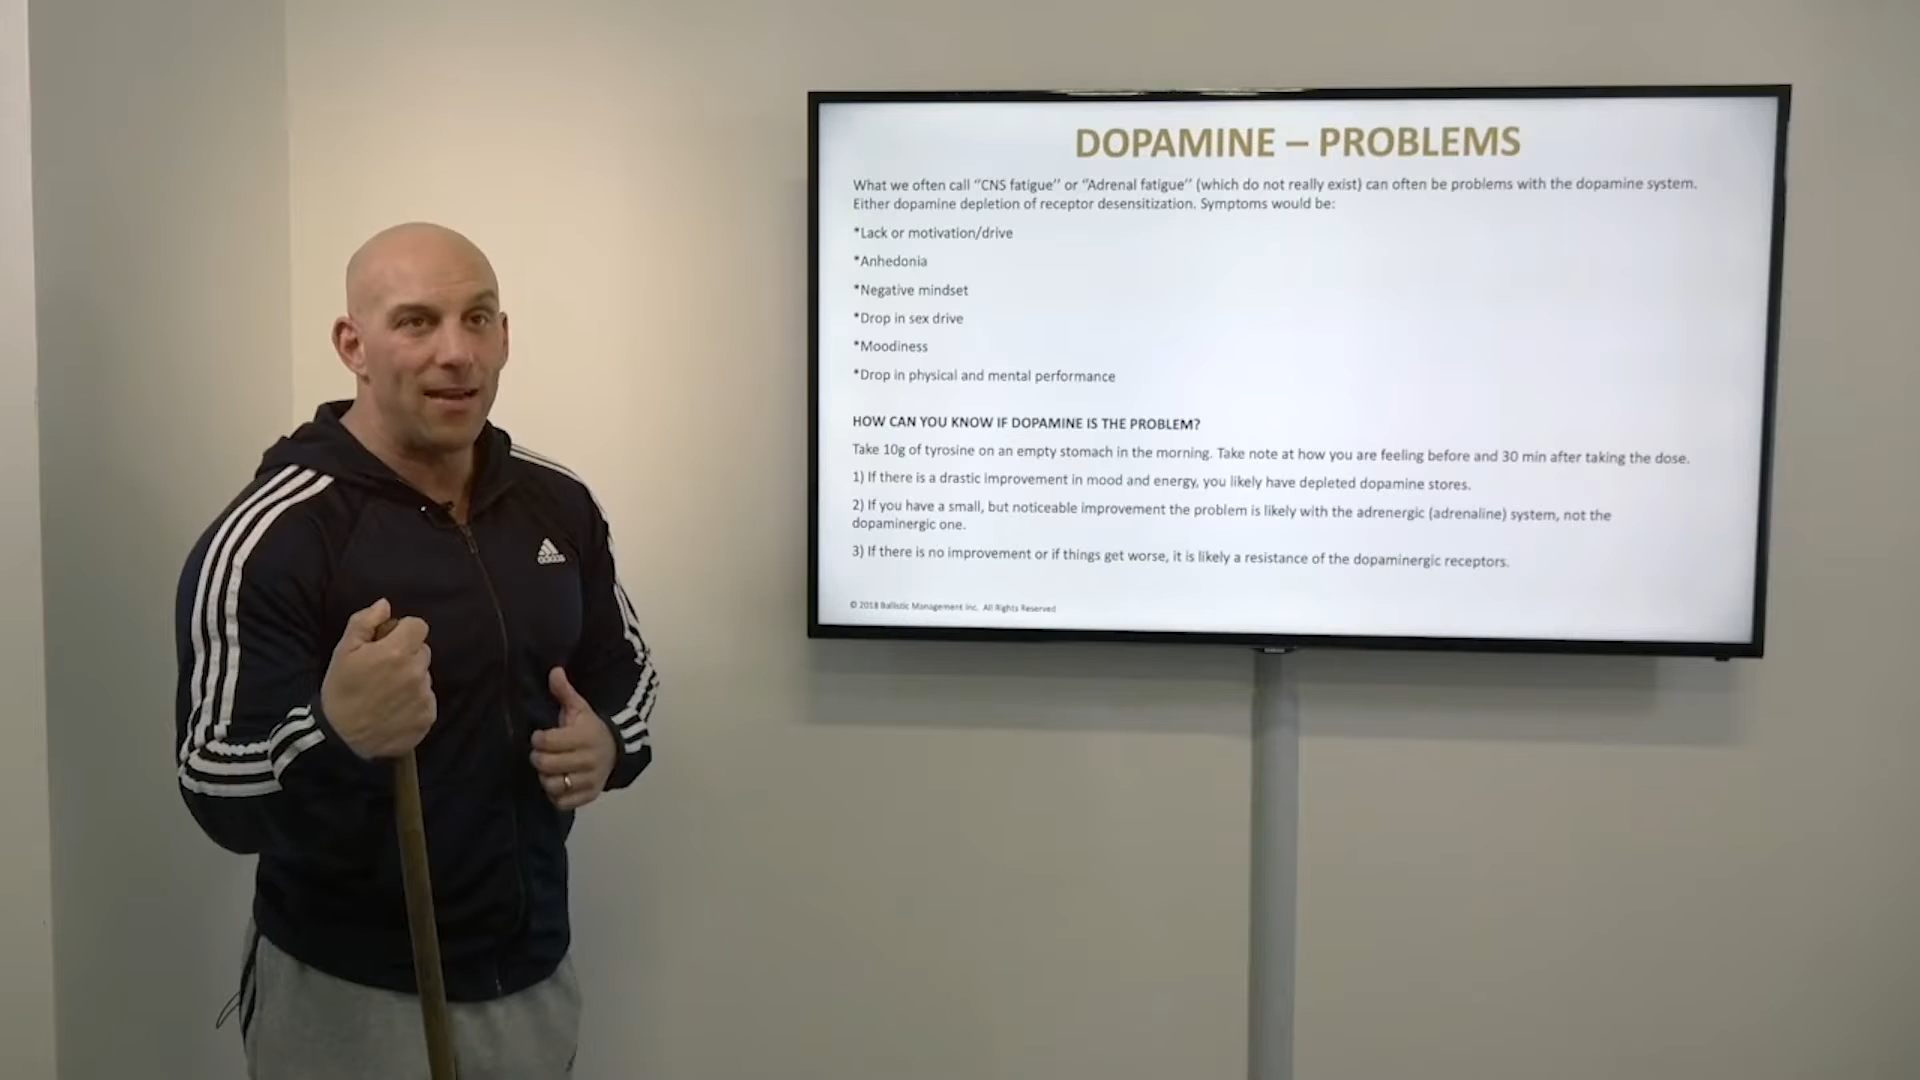 DOPAMINE – PROBLEMS
What we often call "CNS fatigue" or "Adrenal fatigue" (which do not really exist) can often be problems with the dopamine system.
Either dopamine depletion of receptor desensitization. Symptoms would be:
*Lack or motivation/drive
*Anhedonia
*Negative mindset
*Drop in sex drive
*Moodiness
*Drop in physical and mental performance
HOW CAN YOU KNOW IF DOPAMINE IS THE PROBLEM?
Take 10g of tyrosine on an empty stomach in the morning. Take note at how you are feeling before and 30 min after taking the dose.
1) If there is a drastic improvement in mood and energy, you likely have depleted dopamine stores.
2) If you have a small, but noticeable improvement the problem is likely with the adrenergic (adrenaline) system, not the
dopaminergic one.
3) If there is no improvement or if things get worse, it is likely a resistance of the dopaminergic receptors.
© 2018 Ballistic Management Inc. All Rights Reserved
adidas